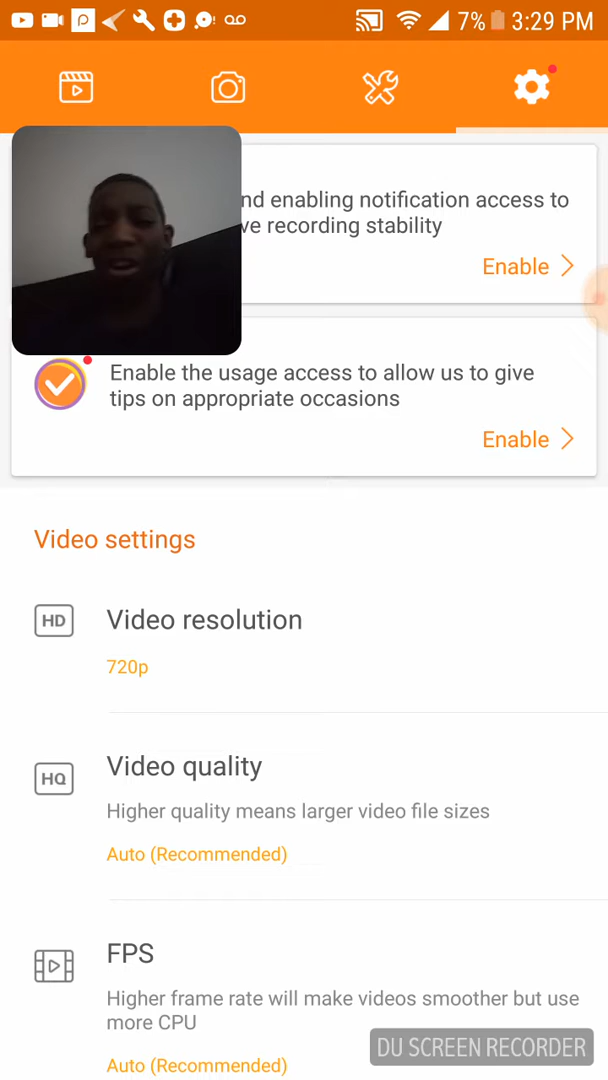 7% 3:29 PM
nd enabling notification access to
ve recording stability
Enable
Enable the usage access to allow us to give
tips on appropriate occasions
Enable
Video settings
HD
Video resolution
720p
HQ
Video quality
Higher quality means larger video file sizes
Auto (Recommended)
FPS
Higher frame rate will make videos smoother but use
more CPU
Auto (Recommended)
DU SCREEN RECORDER